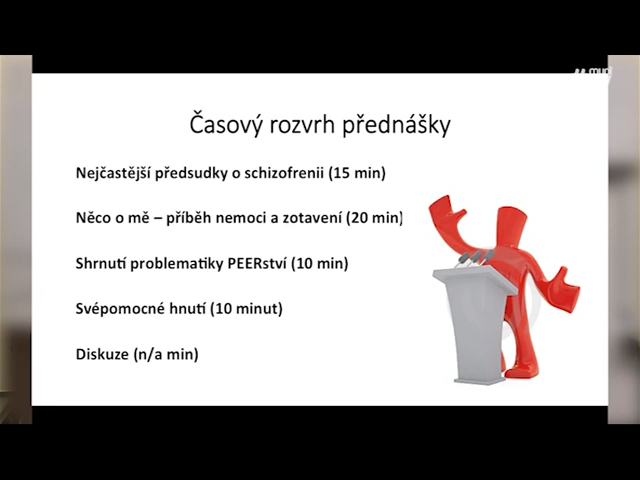 Časový rozvrh přednášky
Nejčastější předsudky o schizofrenii (15 min)
Něco o mě – příběh nemoci a zotavení (20 min)
Shrnutí problematiky PEERství (10 min)
Svépomocné hnutí (10 minut)
Diskuze (n/a min)